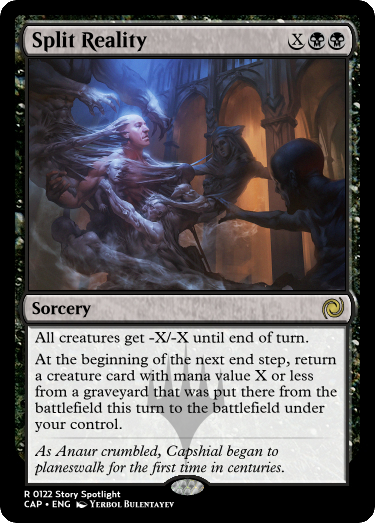 Split Reality X
Sorcery
All creatures get -X/-X until end of turn.
At the beginning of the next end step, return
a creature card with mana value X or less
from a graveyard that was put there from the
battlefield this turn to the battlefield under
your control.
As Anaur crumbled, Capshial began to
planeswalk for the first time in centuries.
R 0122 Story Spotlight
CAP • ENG Yerbol Bulentayev